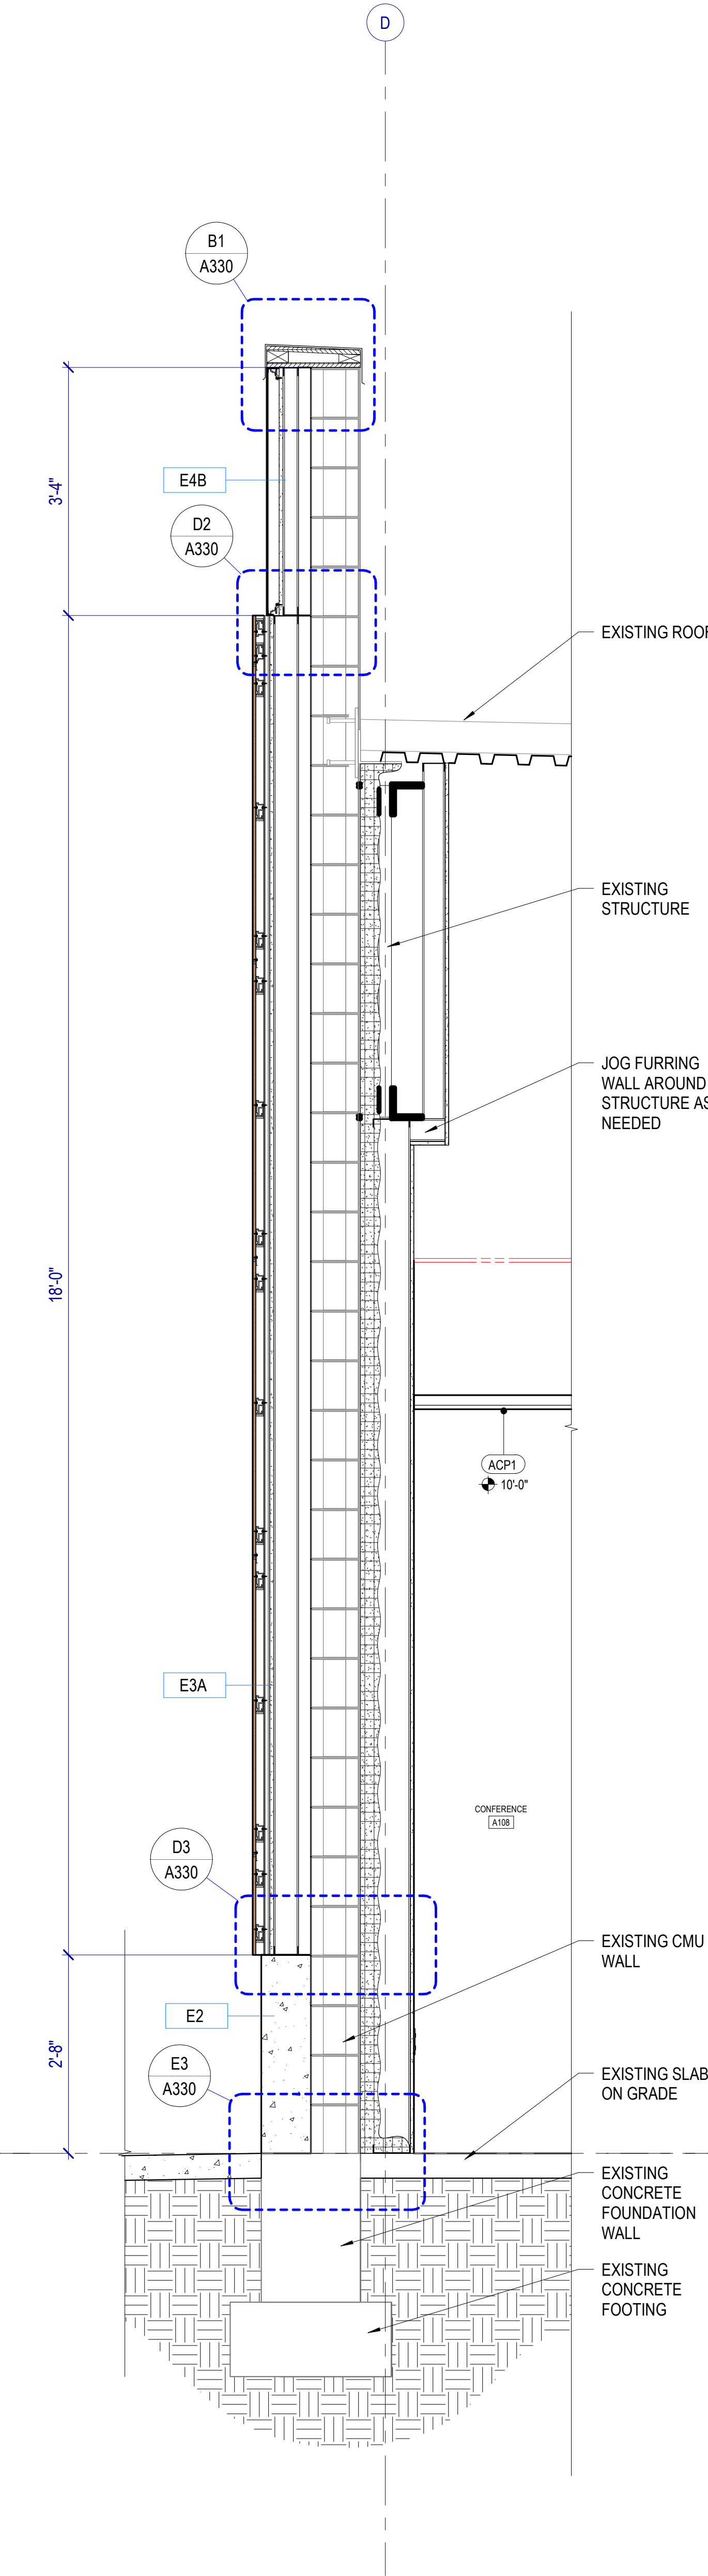 D
B1
A330
3'-4"
E4B
D2
A330
EXISTING ROOF
EXISTING
STRUCTURE
JOG FURRING
WALL AROUND
STRUCTURE AS
NEEDED
18'-0"
ACP1
10'-0"
E3A
CONFERENCE
A108
D3
A330
EXISTING CMU
WALL
E2
2'-8"
E3
A330
EXISTING SLAB
ON GRADE
EXISTING
CONCRETE
FOUNDATION
WALL
EXISTING
CONCRETE
FOOTING